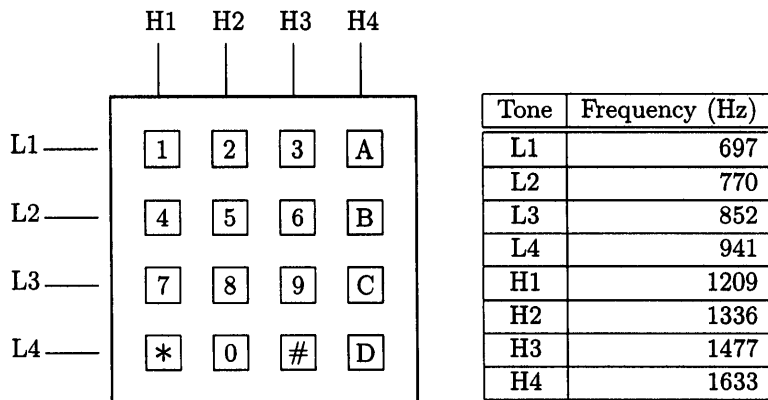 H1 H2 H3 H4
L1 1 2 3 A
L2 4 5 6 B
L3 7 8 9 C
L4 * 0 # D
Tone Frequency (Hz)
L1 697
L2 770
L3 852
L4 941
H1 1209
H2 1336
H3 1477
H4 1633